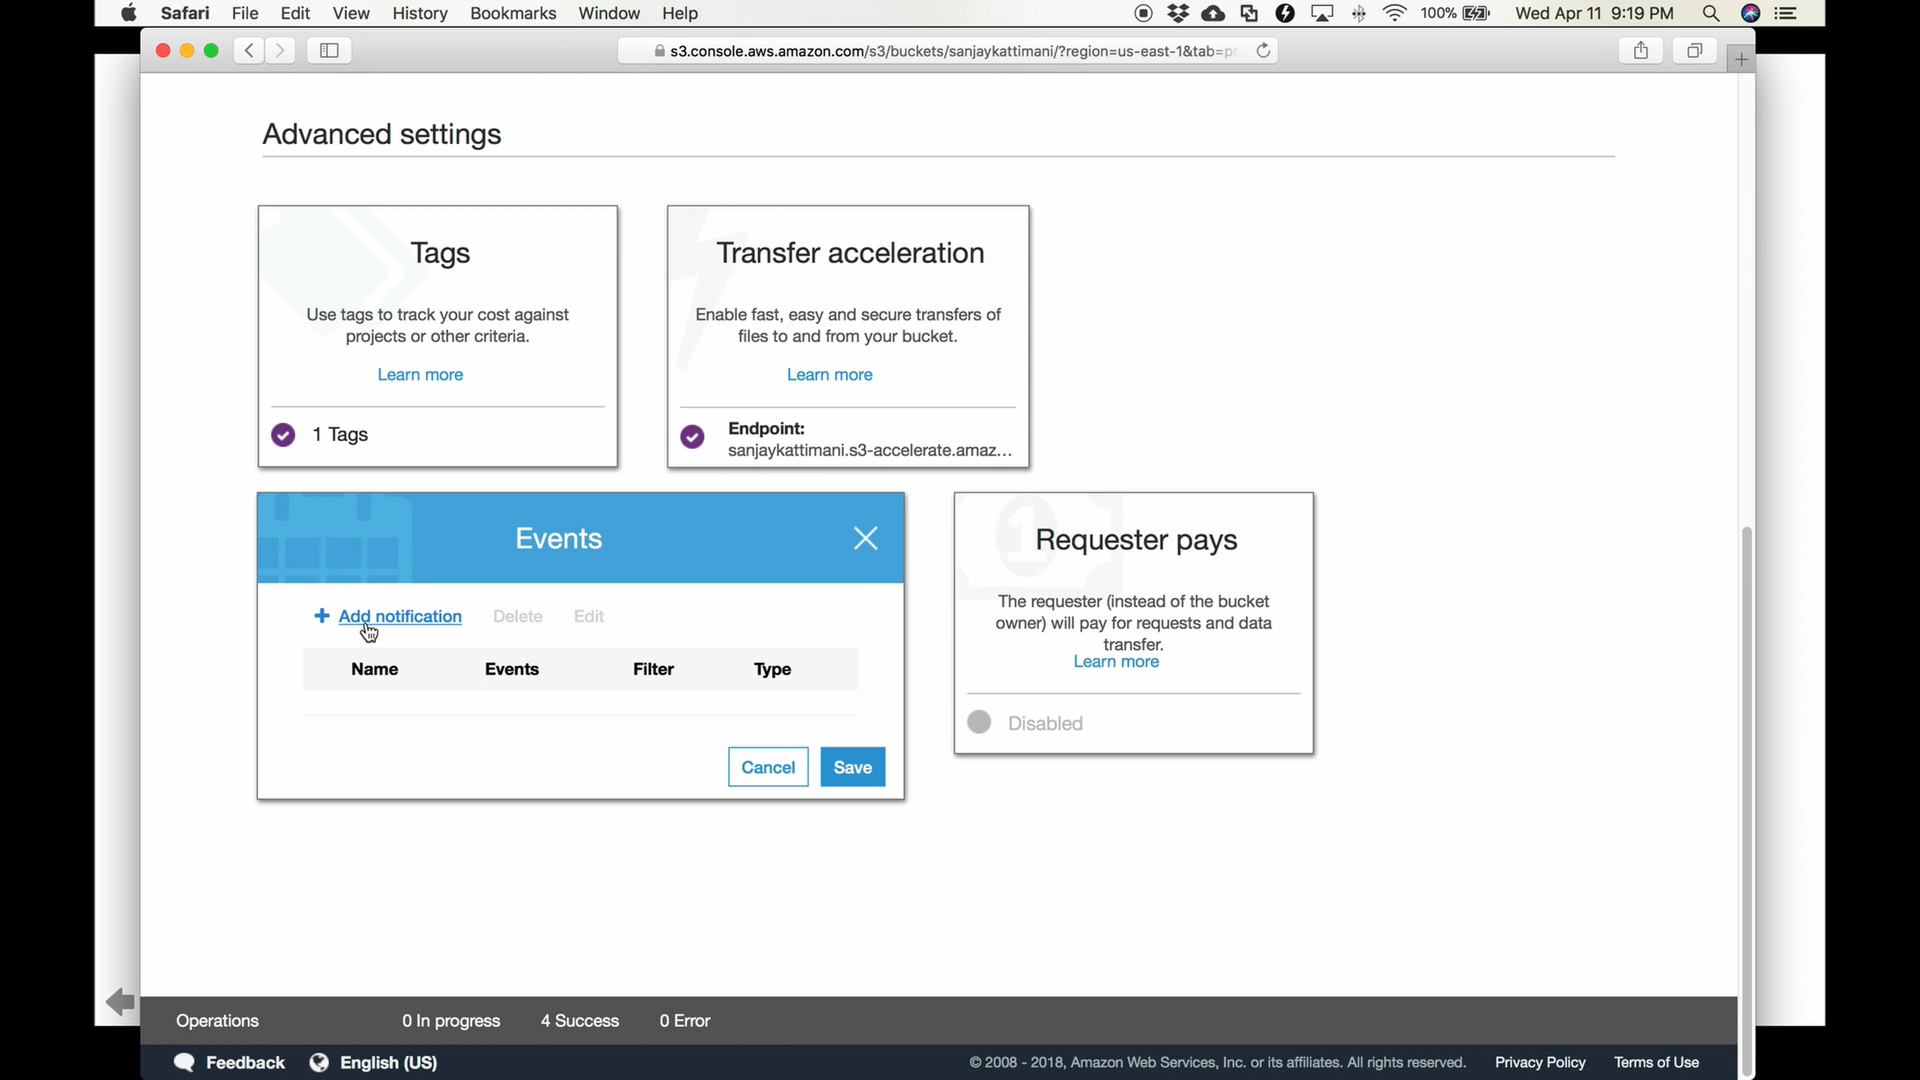 Safari File Edit View History Bookmarks Window Help 100% Wed Apr 11 9:19 PM
s3.console.aws.amazon.com/s3/buckets/sanjaykattimani/?region=us-east-1&tab=pr
Advanced settings
Tags
Use tags to track your cost against
projects or other criteria.
Learn more
1 Tags
Transfer acceleration
Enable fast, easy and secure transfers of
files to and from your bucket.
Learn more
Endpoint:
sanjaykattimani.s3-accelerate.amaz...
Events
Add notification Delete Edit
Name Events Filter Type
Cancel Save
Requester pays
The requester (instead of the bucket
owner) will pay for requests and data
transfer.
Learn more
Disabled
Operations 0 In progress 4 Success 0 Error
Feedback English (US) © 2008 - 2018, Amazon Web Services, Inc. or its affiliates. All rights reserved. Privacy Policy Terms of Use